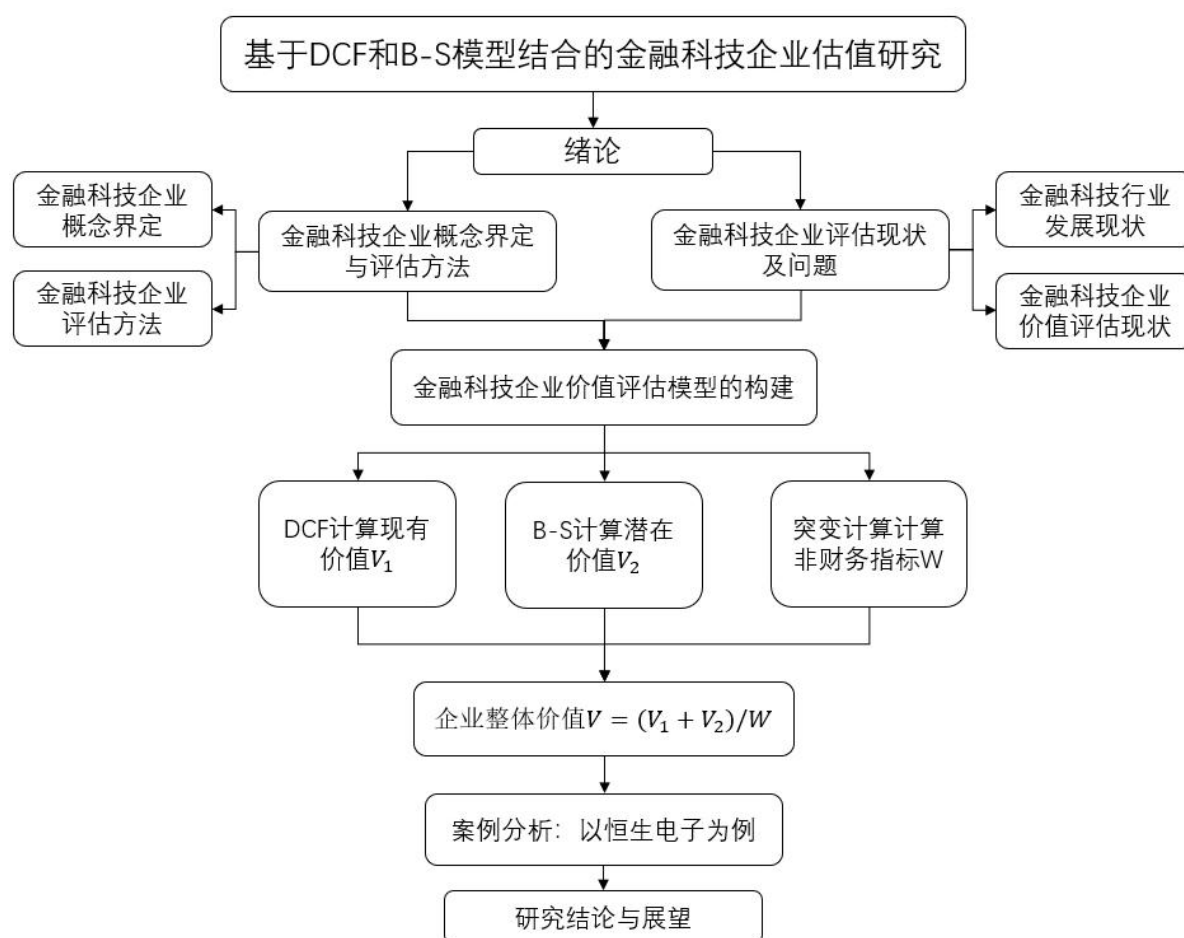 基于DCF和B-S模型结合的金融科技企业估值研究
绪论
金融科技企业
概念界定
金融科技企业
评估方法
金融科技企业概念界定
与评估方法
金融科技企业评估现状
及问题
金融科技行业
发展现状
金融科技企业
价值评估现状
金融科技企业价值评估模型的构建
DCF计算现有
价值V₁
B-S计算潜在
价值V₂
突变计算计算
非财务指标W
企业整体价值V = (V₁ + V₂)/W
案例分析：以恒生电子为例
研究结论与展望